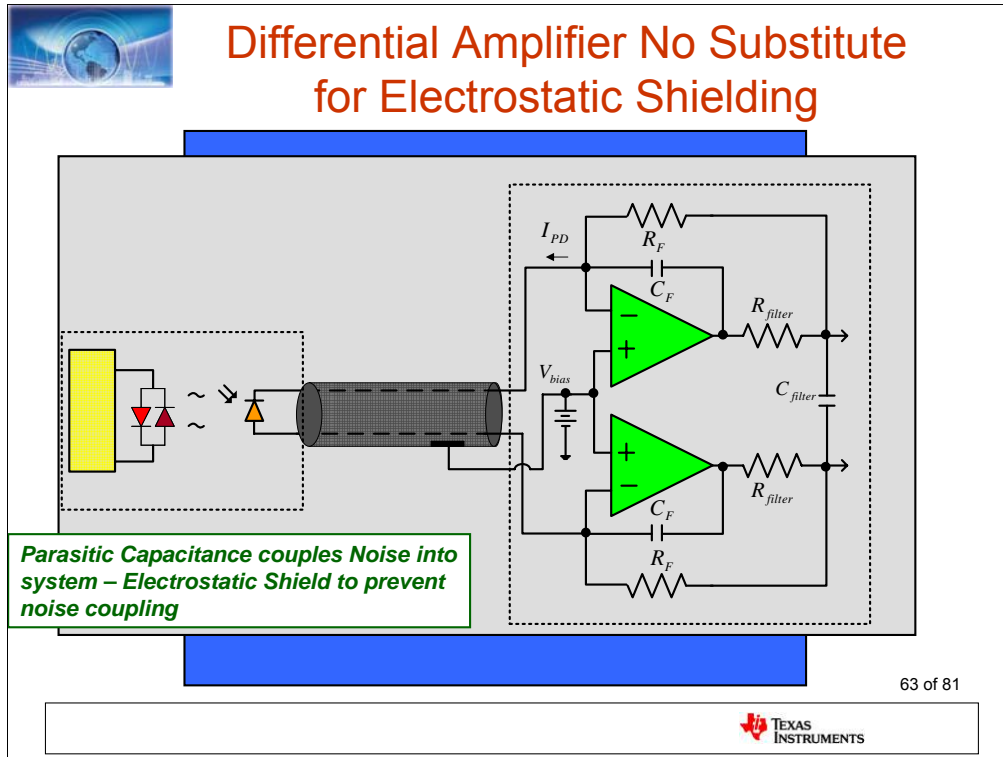 Differential Amplifier No Substitute
for Electrostatic Shielding
I_PD
R_F
C_F
R_filter
V_bias
C_filter
R_filter
C_F
R_F
−
+
+
−
~
~
Parasitic Capacitance couples Noise into
system – Electrostatic Shield to prevent
noise coupling
63 of 81
TEXAS
INSTRUMENTS